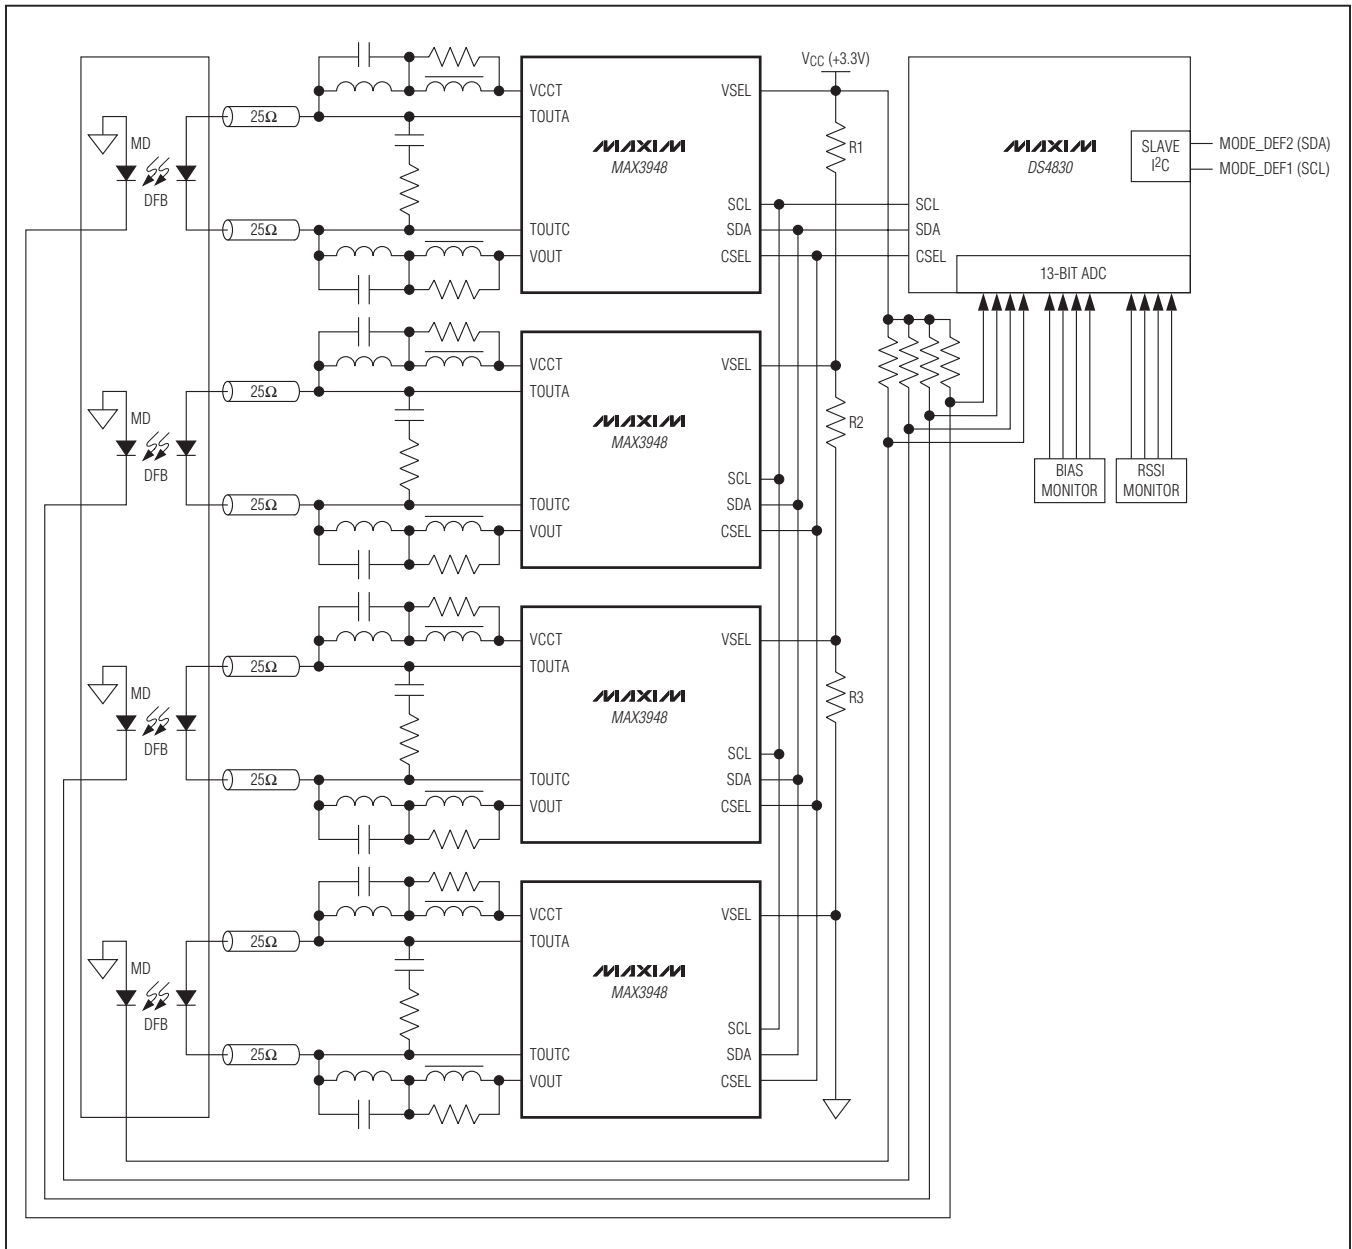 VCC (+3.3V)
25Ω
MD
DFB
25Ω
VCCT
TOUTA
TOUTC
VOUT
MAXIM
MAX3948
VSEL
SCL
SDA
CSEL
R1
MAXIM
DS4830
SLAVE
I2C
MODE_DEF2 (SDA)
MODE_DEF1 (SCL)
SCL
SDA
CSEL
13-BIT ADC
25Ω
MD
DFB
25Ω
VCCT
TOUTA
TOUTC
VOUT
MAXIM
MAX3948
VSEL
SCL
SDA
CSEL
R2
BIAS
MONITOR
RSSI
MONITOR
25Ω
MD
DFB
25Ω
VCCT
TOUTA
TOUTC
VOUT
MAXIM
MAX3948
VSEL
SCL
SDA
CSEL
R3
25Ω
MD
DFB
25Ω
VCCT
TOUTA
TOUTC
VOUT
MAXIM
MAX3948
VSEL
SCL
SDA
CSEL